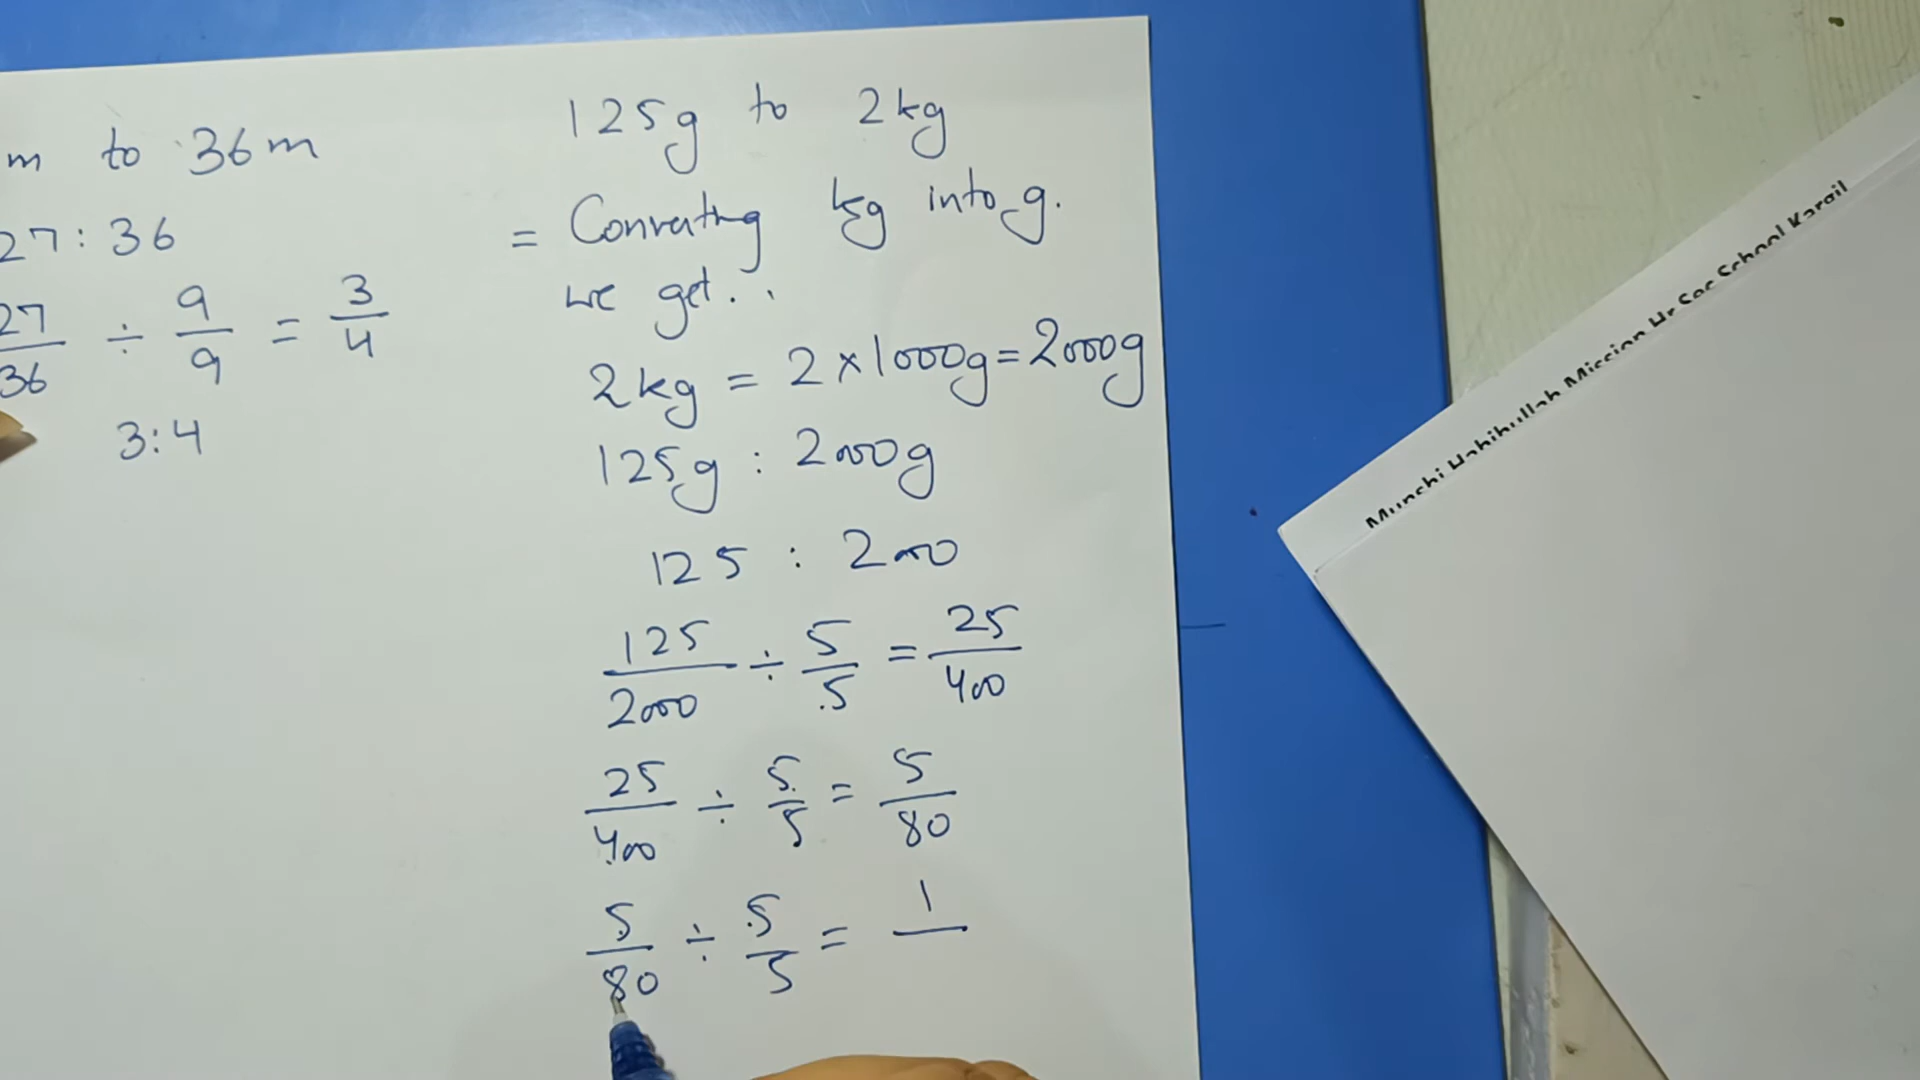 m to 36m
27:36
27/36 ÷ 9/9 = 3/4
3:4
125g to 2kg
= Converting kg into g.
we get..
2kg = 2×1000g=2000g
125g : 2000g
125 : 2000
125/2000 ÷ 5/5 = 25/400
25/400 ÷ 5/5 = 5/80
5/80 ÷ 5/5 = 1/
Munshi Habibullah Mission Hr Sec School Karail